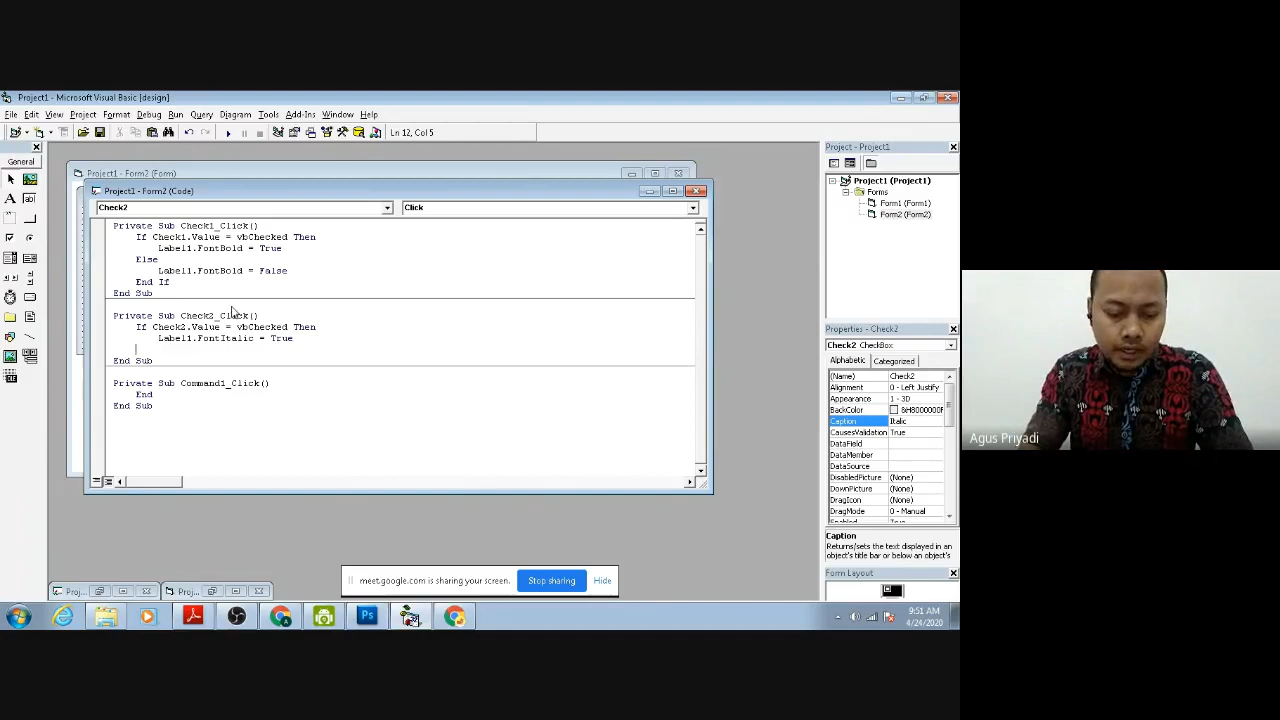 Project1 - Microsoft Visual Basic [design]
File Edit View Project Format Debug Run Query Diagram Tools Add-Ins Window Help
Ln 12, Col 5
General
Project1 - Form2 (Form)
Project1 - Form2 (Code)
Check2
Click
Private Sub Check1_Click()
If Check1.Value = vbChecked Then
Label1.FontBold = True
Else
Label1.FontBold = False
End If
End Sub
Private Sub Check2_Click()
If Check2.Value = vbChecked Then
Label1.FontItalic = True
End Sub
Private Sub Command1_Click()
End
End Sub
Project - Project1
Project1 (Project1)
Forms
Form1 (Form1)
Form2 (Form2)
Properties - Check2
Check2 CheckBox
Alphabetic Categorized
(Name) Check2
Alignment 0 - Left Justify
Appearance 1 - 3D
BackColor &H8000000F
Caption Italic
CausesValidation True
DataField
DataMember
DataSource
DisabledPicture (None)
DownPicture (None)
DragIcon (None)
DragMode 0 - Manual
Enabled True
Caption
Returns/sets the text displayed in an
object's title bar or below an object's
Form Layout
Proj...
Proj...
meet.google.com is sharing your screen.
Stop sharing
Hide
9:51 AM
4/24/2020
Agus Priyadi